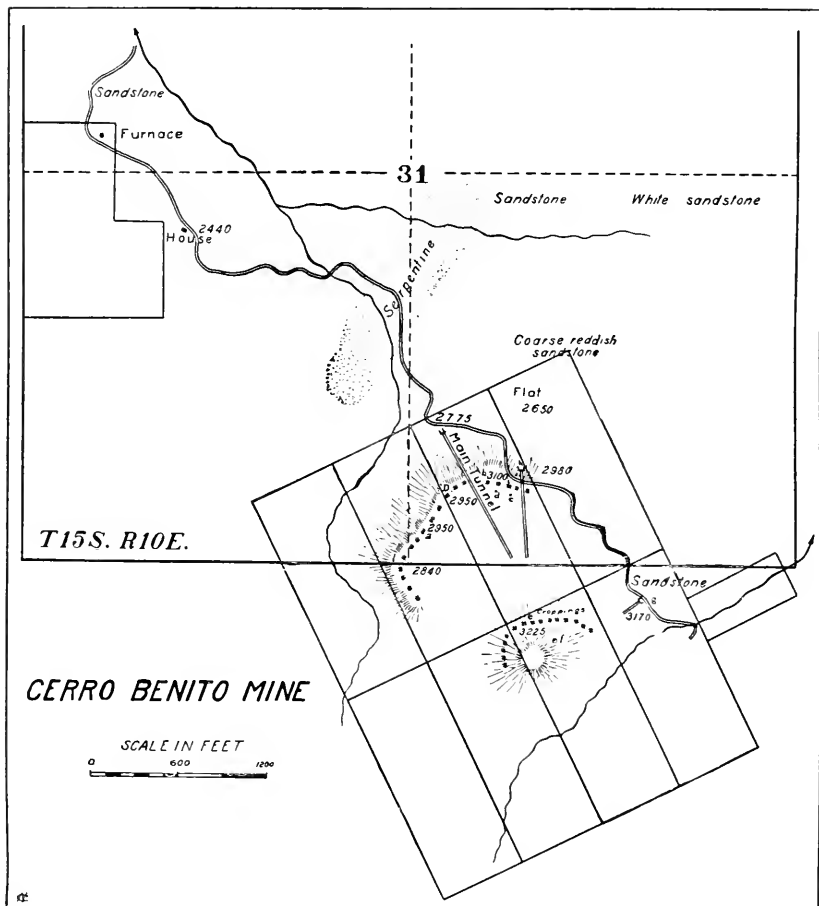 Sandstone
Furnace
31
Sandstone
White sandstone
2440
House
Serpentine
Coarse reddish
sandstone
Flat
2650
2775
Main Tunnel
2980
b
3100
a
c
D
2950
2950
T15S. R10E.
2840
Sandstone
g
3170
Croppings
e
3225
f
CERRO BENITO MINE
SCALE IN FEET
0 600 1200